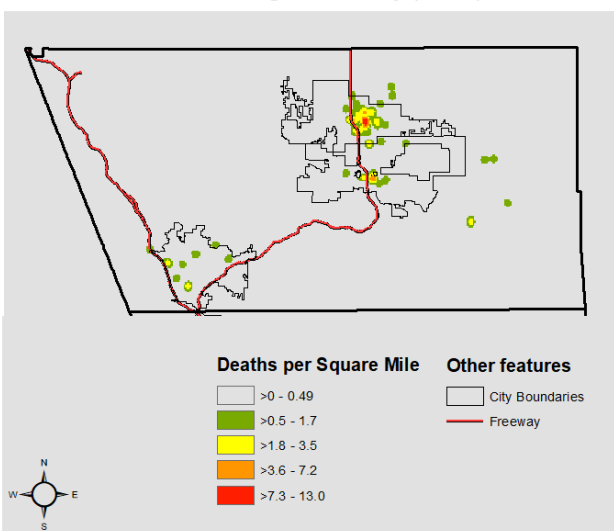 Deaths per Square Mile
>0 - 0.49
>0.5 - 1.7
>1.8 - 3.5
>3.6 - 7.2
>7.3 - 13.0
Other features
City Boundaries
Freeway
N
W E
S